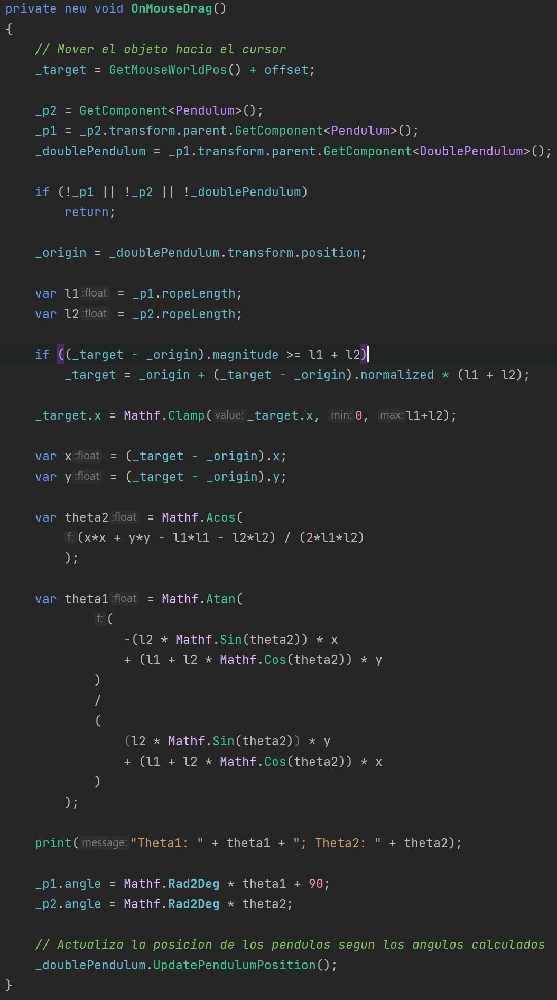 private new void OnMouseDrag()
{
// Mover el objeto hacia el cursor
_target = GetMouseWorldPos() + offset;
_p2 = GetComponent<Pendulum>();
_p1 = _p2.transform.parent.GetComponent<Pendulum>();
_doublePendulum = _p1.transform.parent.GetComponent<DoublePendulum>();
if (!_p1 || !_p2 || !_doublePendulum)
return;
_origin = _doublePendulum.transform.position;
var l1 :float = _p1.ropeLength;
var l2 :float = _p2.ropeLength;
if ((_target - _origin).magnitude >= l1 + l2)
_target = _origin + (_target - _origin).normalized * (l1 + l2);
_target.x = Mathf.Clamp( value: _target.x, min: 0, max: l1+l2);
var x :float = (_target - _origin).x;
var y :float = (_target - _origin).y;
var theta2 :float = Mathf.Acos(
f: (x*x + y*y - l1*l1 - l2*l2) / (2*l1*l2)
);
var theta1 :float = Mathf.Atan(
f: (
-(l2 * Mathf.Sin(theta2)) * x
+ (l1 + l2 * Mathf.Cos(theta2)) * y
)
/
(
(l2 * Mathf.Sin(theta2)) * y
+ (l1 + l2 * Mathf.Cos(theta2)) * x
)
);
print( message: "Theta1: " + theta1 + "; Theta2: " + theta2);
_p1.angle = Mathf.Rad2Deg * theta1 + 90;
_p2.angle = Mathf.Rad2Deg * theta2;
// Actualiza la posicion de los pendulos segun los angulos calculados
_doublePendulum.UpdatePendulumPosition();
}